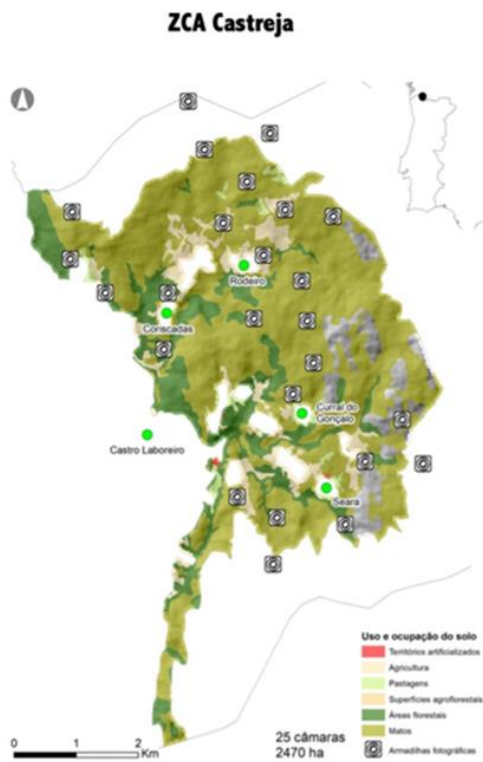 ZCA Castreja
Rodeiro
Coriscadas
Curral do
Gonçalo
Castro Laboreiro
Seara
Uso e ocupação do solo
Territórios artificializados
Agricultura
Pastagens
Superfícies agroflorestais
Áreas florestais
Matos
Armadilhas fotográficas
25 câmaras
2470 ha
0 1 2
Km